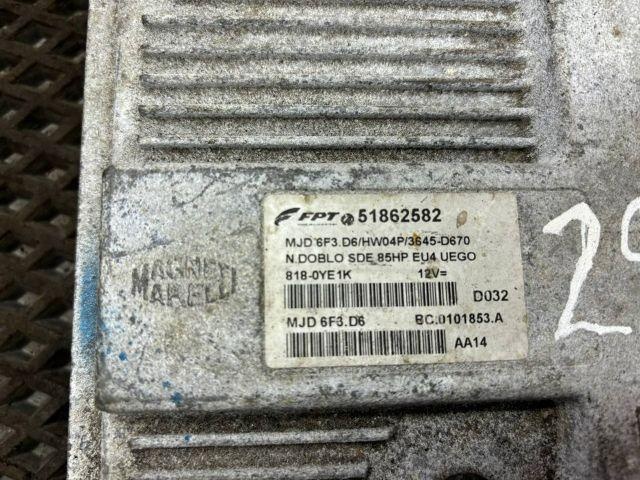 FPT 51862582
MJD 6F3.D6/HW04P/3645-D670
N.DOBLO SDE 85HP EU4 UEGO
818-0YE1K 12V=
D032
MJD 6F3.D6 BC.0101853.A
AA14
MAGNETI
MARELLI